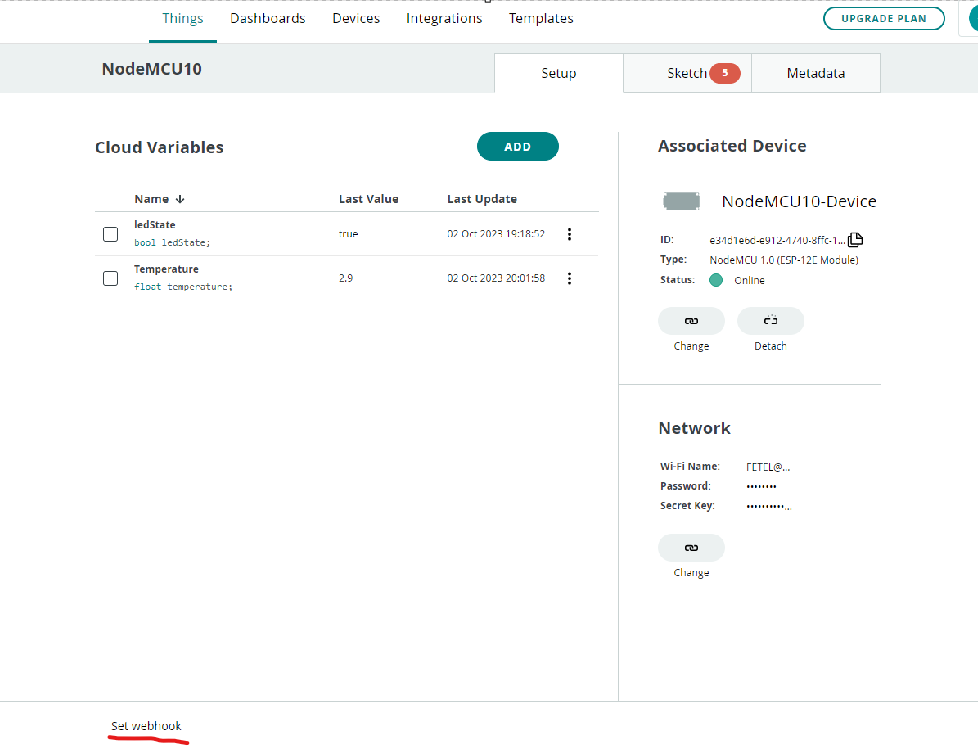 Things Dashboards Devices Integrations Templates UPGRADE PLAN
NodeMCU10
Setup Sketch 5 Metadata
Cloud Variables ADD
Name ↓ Last Value Last Update
ledState
bool ledState;
true 02 Oct 2023 19:18:52
Temperature
float temperature;
2.9 02 Oct 2023 20:01:58
Associated Device
NodeMCU10-Device
ID: e34d1e6d-e912-4740-8ffc-1...
Type: NodeMCU 1.0 (ESP-12E Module)
Status: Online
Change Detach
Network
Wi-Fi Name: FETEL@...
Password: ••••••••
Secret Key: ••••••••••...
Change
Set webhook